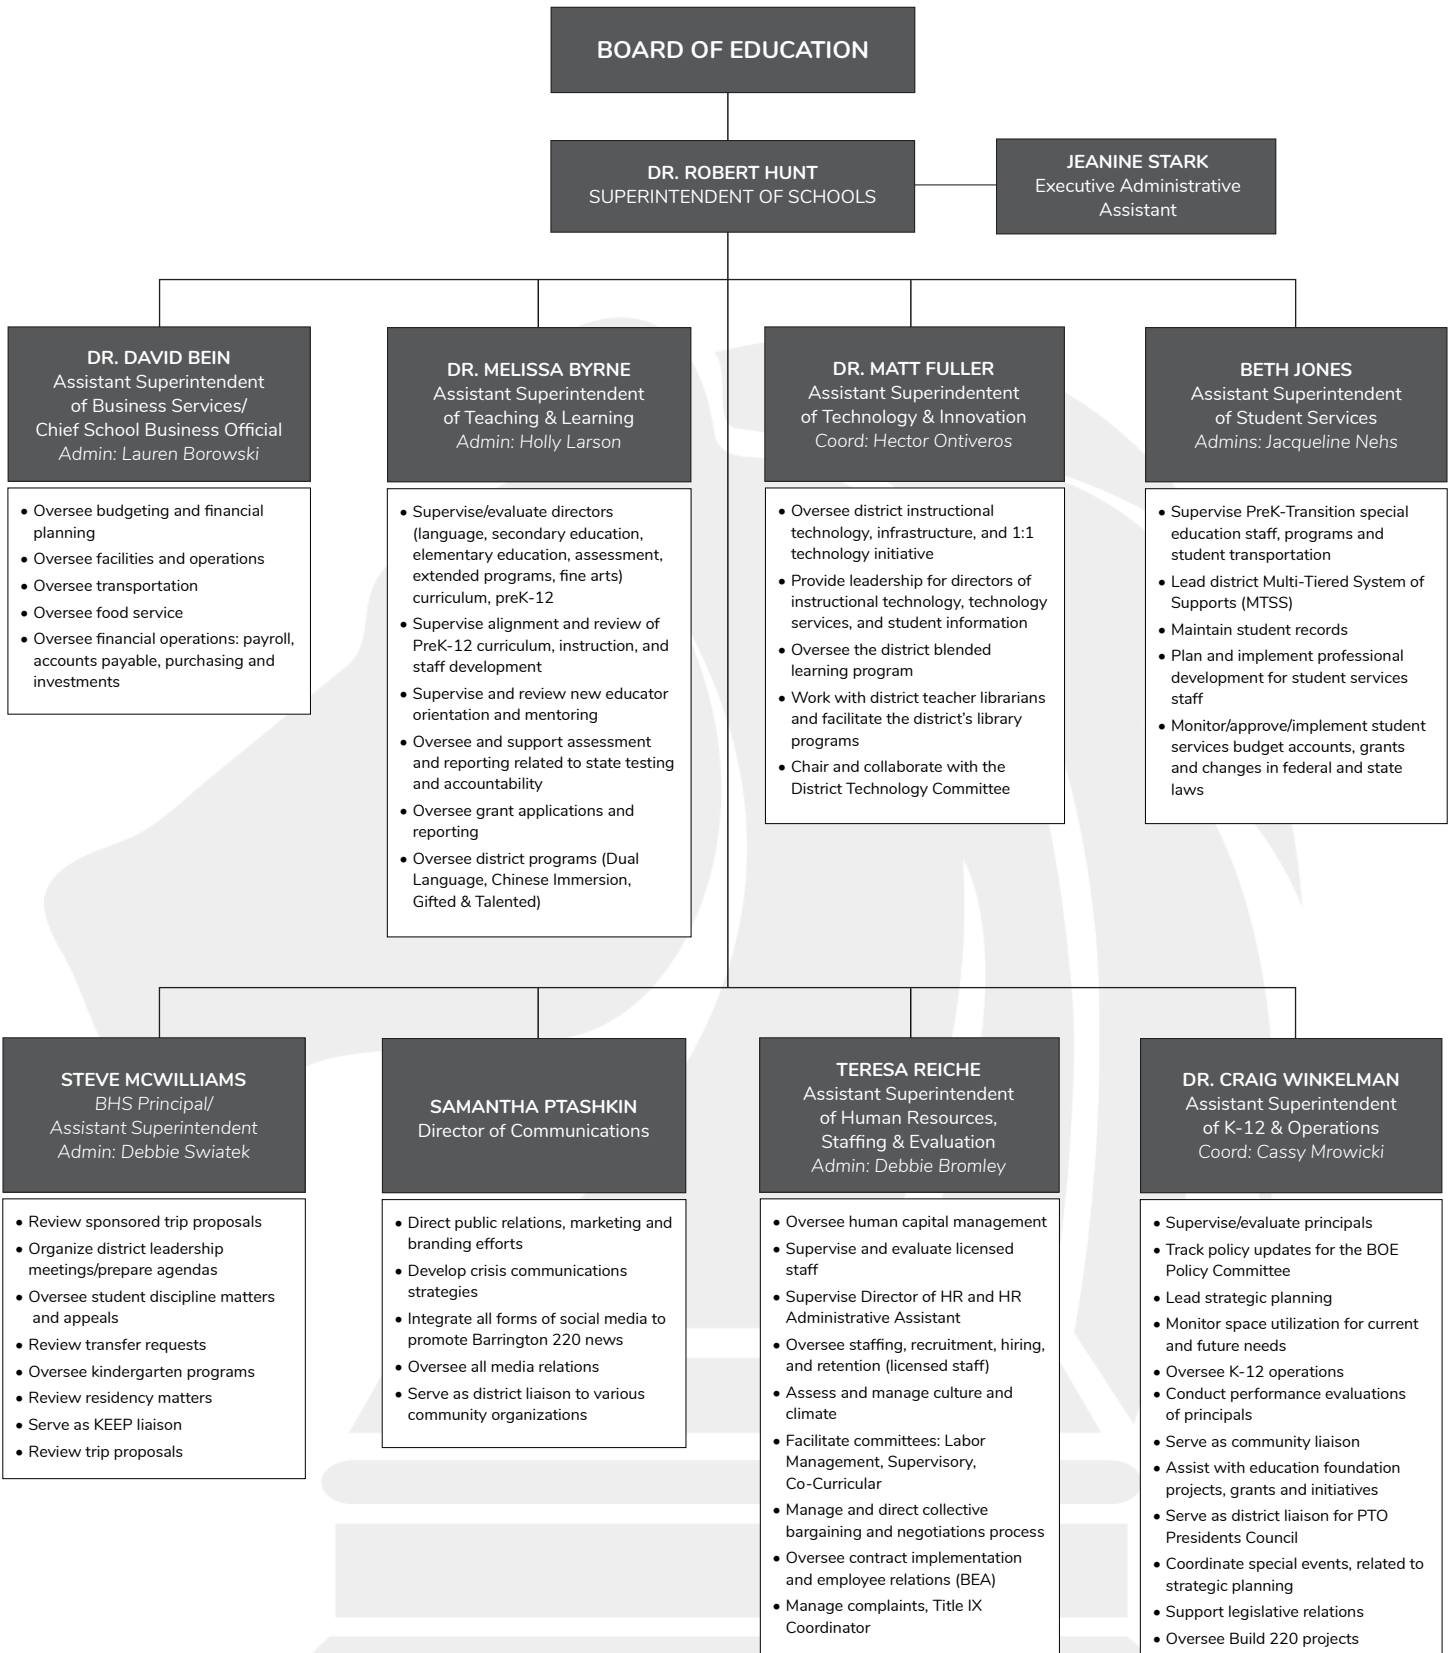 BOARD OF EDUCATION
DR. ROBERT HUNT
SUPERINTENDENT OF SCHOOLS
JEANINE STARK
Executive Administrative
Assistant
DR. DAVID BEIN
Assistant Superintendent
of Business Services/
Chief School Business Official
Admin: Lauren Borowski
• Oversee budgeting and financial
planning
• Oversee facilities and operations
• Oversee transportation
• Oversee food service
• Oversee financial operations: payroll,
accounts payable, purchasing and
investments
DR. MELISSA BYRNE
Assistant Superintendent
of Teaching & Learning
Admin: Holly Larson
• Supervise/evaluate directors
(language, secondary education,
elementary education, assessment,
extended programs, fine arts)
curriculum, preK-12
• Supervise alignment and review of
PreK-12 curriculum, instruction, and
staff development
• Supervise and review new educator
orientation and mentoring
• Oversee and support assessment
and reporting related to state testing
and accountability
• Oversee grant applications and
reporting
• Oversee district programs (Dual
Language, Chinese Immersion,
Gifted & Talented)
DR. MATT FULLER
Assistant Superindentent
of Technology & Innovation
Coord: Hector Ontiveros
• Oversee district instructional
technology, infrastructure, and 1:1
technology initiative
• Provide leadership for directors of
instructional technology, technology
services, and student information
• Oversee the district blended
learning program
• Work with district teacher librarians
and facilitate the district's library
programs
• Chair and collaborate with the
District Technology Committee
BETH JONES
Assistant Superintendent
of Student Services
Admins: Jacqueline Nehs
• Supervise PreK-Transition special
education staff, programs and
student transportation
• Lead district Multi-Tiered System of
Supports (MTSS)
• Maintain student records
• Plan and implement professional
development for student services
staff
• Monitor/approve/implement student
services budget accounts, grants
and changes in federal and state
laws
STEVE MCWILLIAMS
BHS Principal/
Assistant Superintendent
Admin: Debbie Swiatek
• Review sponsored trip proposals
• Organize district leadership
meetings/prepare agendas
• Oversee student discipline matters
and appeals
• Review transfer requests
• Oversee kindergarten programs
• Review residency matters
• Serve as KEEP liaison
• Review trip proposals
SAMANTHA PTASHKIN
Director of Communications
• Direct public relations, marketing and
branding efforts
• Develop crisis communications
strategies
• Integrate all forms of social media to
promote Barrington 220 news
• Oversee all media relations
• Serve as district liaison to various
community organizations
TERESA REICHE
Assistant Superintendent
of Human Resources,
Staffing & Evaluation
Admin: Debbie Bromley
• Oversee human capital management
• Supervise and evaluate licensed
staff
• Supervise Director of HR and HR
Administrative Assistant
• Oversee staffing, recruitment, hiring,
and retention (licensed staff)
• Assess and manage culture and
climate
• Facilitate committees: Labor
Management, Supervisory,
Co-Curricular
• Manage and direct collective
bargaining and negotiations process
• Oversee contract implementation
and employee relations (BEA)
• Manage complaints, Title IX
Coordinator
DR. CRAIG WINKELMAN
Assistant Superintendent
of K-12 & Operations
Coord: Cassy Mrowicki
• Supervise/evaluate principals
• Track policy updates for the BOE
Policy Committee
• Lead strategic planning
• Monitor space utilization for current
and future needs
• Oversee K-12 operations
• Conduct performance evaluations
of principals
• Serve as community liaison
• Assist with education foundation
projects, grants and initiatives
• Serve as district liaison for PTO
Presidents Council
• Coordinate special events, related to
strategic planning
• Support legislative relations
• Oversee Build 220 projects